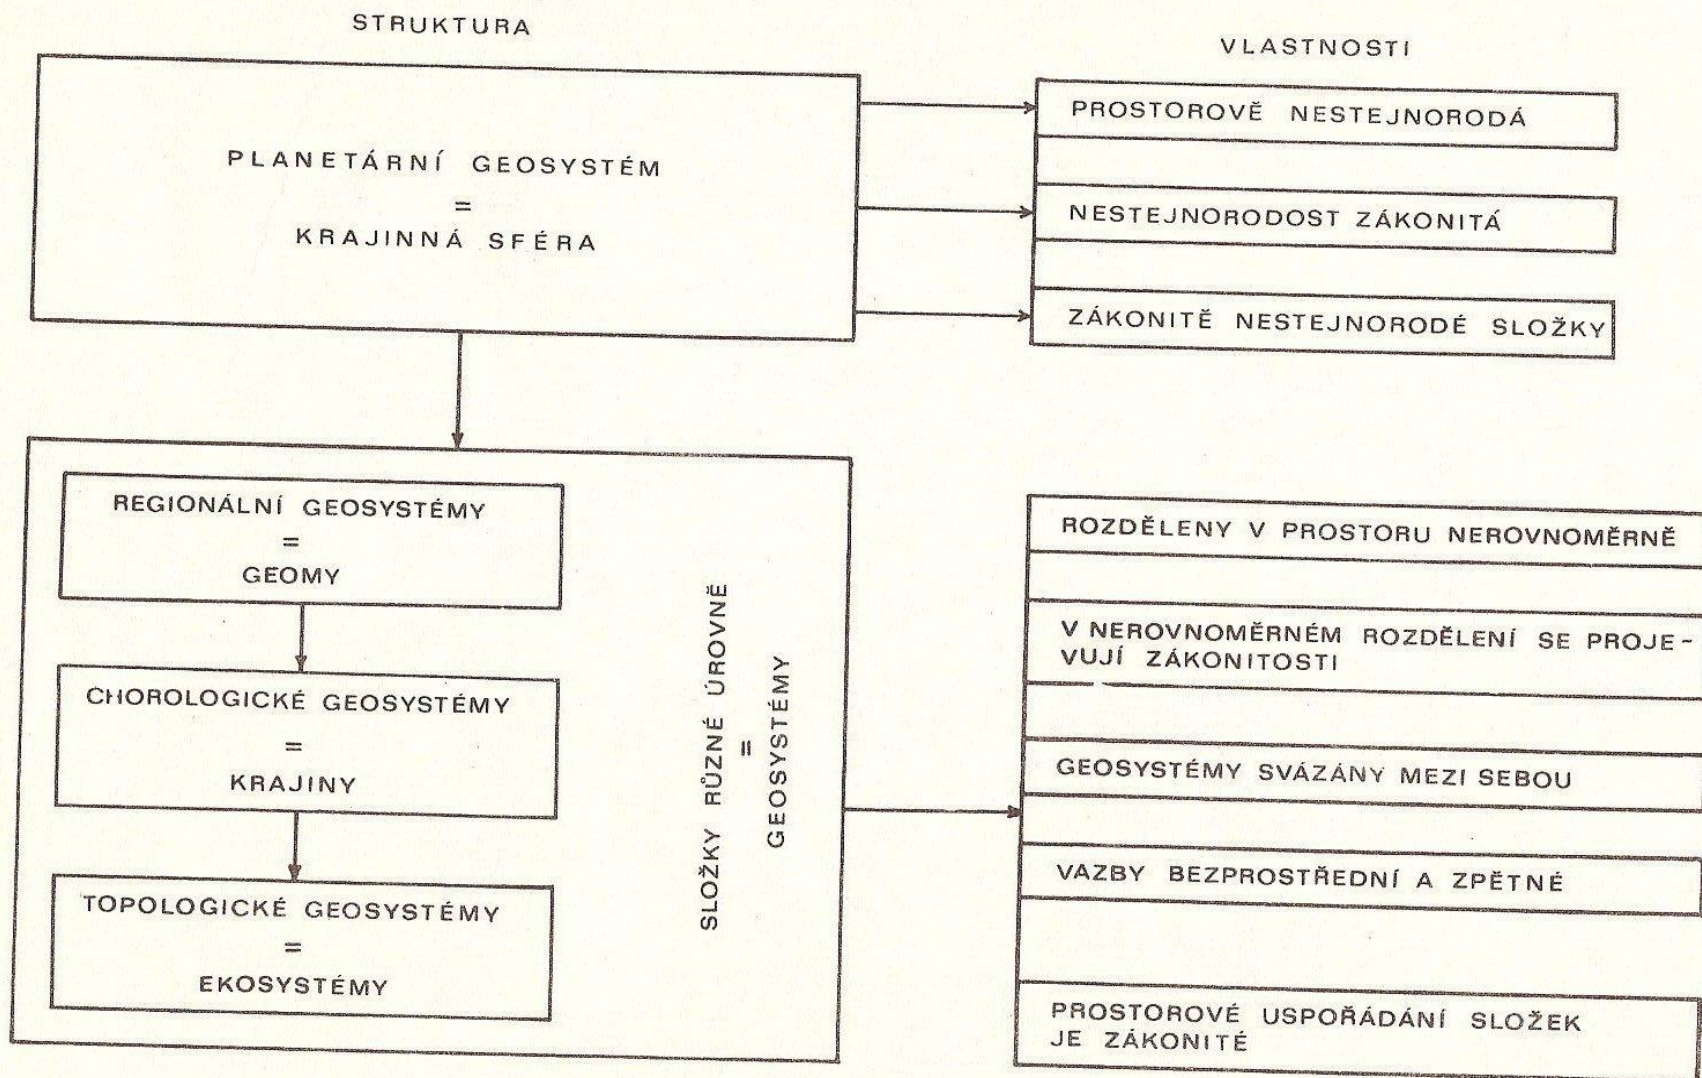 STRUKTURA
PLANETÁRNÍ GEOSYSTÉM
=
KRAJINNÁ SFÉRA
VLASTNOSTI
PROSTOROVĚ NESTEJNORODÁ
NESTEJNORODOST ZÁKONITÁ
ZÁKONITĚ NESTEJNORODÉ SLOŽKY
REGIONÁLNÍ GEOSYSTÉMY
=
GEOMY
CHOROLOGICKÉ GEOSYSTÉMY
=
KRAJINY
TOPOLOGICKÉ GEOSYSTÉMY
=
EKOSYSTÉMY
SLOŽKY RŮZNÉ ÚROVNĚ
=
GEOSYSTÉMY
ROZDĚLENY V PROSTORU NEROVNOMĚRNĚ
V NEROVNOMĚRNÉM ROZDĚLENÍ SE PROJE-
VUJÍ ZÁKONITOSTI
GEOSYSTÉMY SVÁZÁNY MEZI SEBOU
VAZBY BEZPROSTŘEDNÍ A ZPĚTNÉ
PROSTOROVÉ USPOŘÁDÁNÍ SLOŽEK
JE ZÁKONITÉ